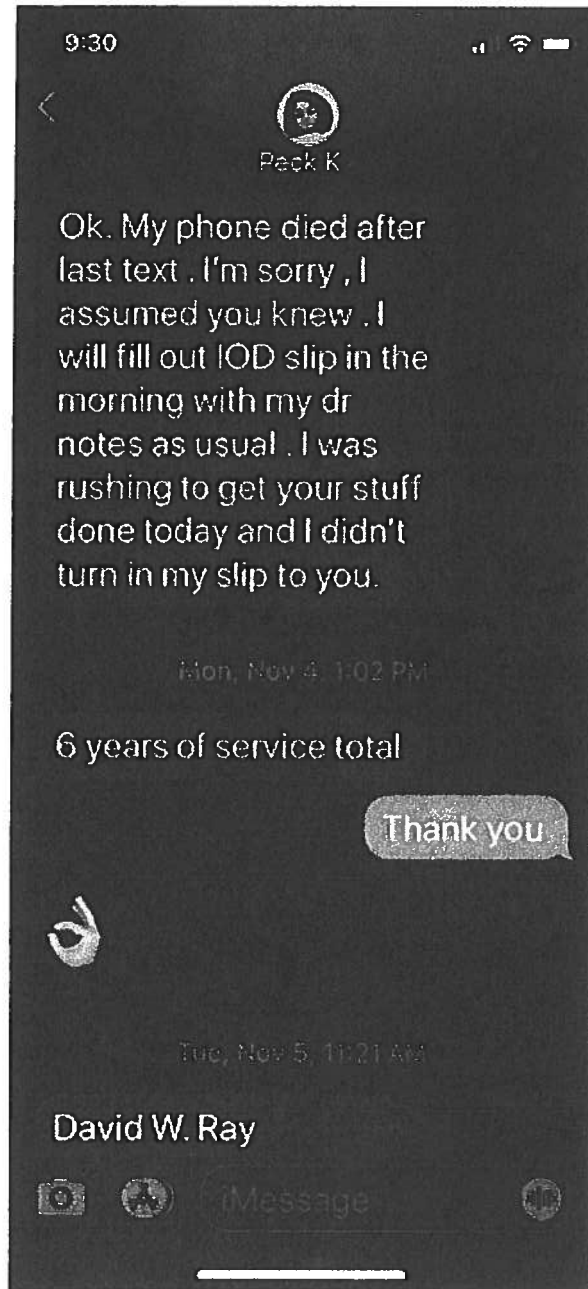 9:30
Peck K
Ok. My phone died after
last text . I'm sorry , I
assumed you knew . I
will fill out IOD slip in the
morning with my dr
notes as usual . I was
rushing to get your stuff
done today and I didn't
turn in my slip to you.
Mon, Nov 4, 1:02 PM
6 years of service total
Thank you
Tue, Nov 5, 11:21 AM
David W. Ray
iMessage